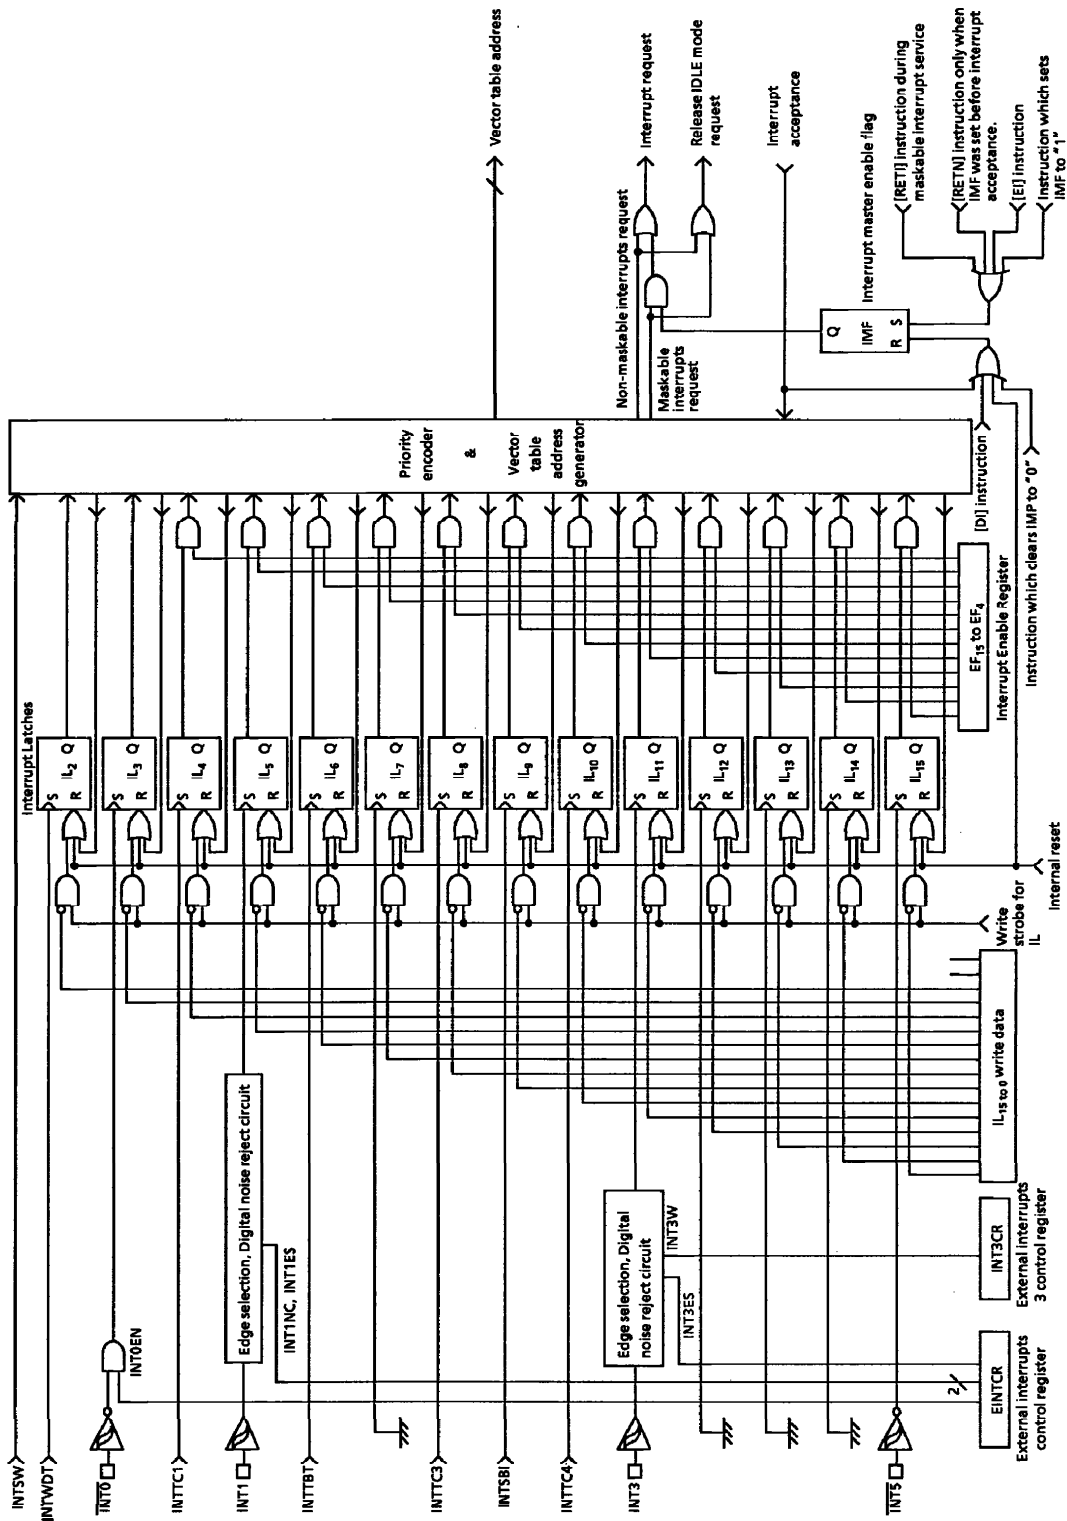 INTSW
INTWDT
INT0
INTTC1
INT1
INTTBT
INTTC3
INTSBI
INTTC4
INT3
INT5
INT0EN
Edge selection, Digital noise reject circuit
INT1NC, INT1ES
Edge selection, Digital
noise reject circuit
INT3W
INT3ES
2
EINTCR
External interrupts
control register
INT3CR
External interrupts
3 control register
IL15 to 0 write data
Write
strobe for
IL
Internal reset
Interrupt Latches
S
IL2 Q
R
S
IL3 Q
R
S
IL4 Q
R
S
IL5 Q
R
S
IL6 Q
R
S
IL7 Q
R
S
IL8 Q
R
S
IL9 Q
R
S
IL10 Q
R
S
IL11 Q
R
S
IL12 Q
R
S
IL13 Q
R
S
IL14 Q
R
S
IL15 Q
R
EF15 to EF4
Interrupt Enable Register
Instruction which clears IMP to "0"
[DI] instruction
Priority
encoder
&
Vector
table
address
generator
Vector table address
Non-maskable interrupts request
Maskable
interrupts
request
Interrupt request
Release IDLE mode
request
Interrupt
acceptance
Interrupt master enable flag
Q
IMF
R S
[RETI] instruction during
maskable interrupt service
[RETN] instruction only when
IMF was set before interrupt
acceptance.
[EI] instruction
Instruction which sets
IMF to "1"